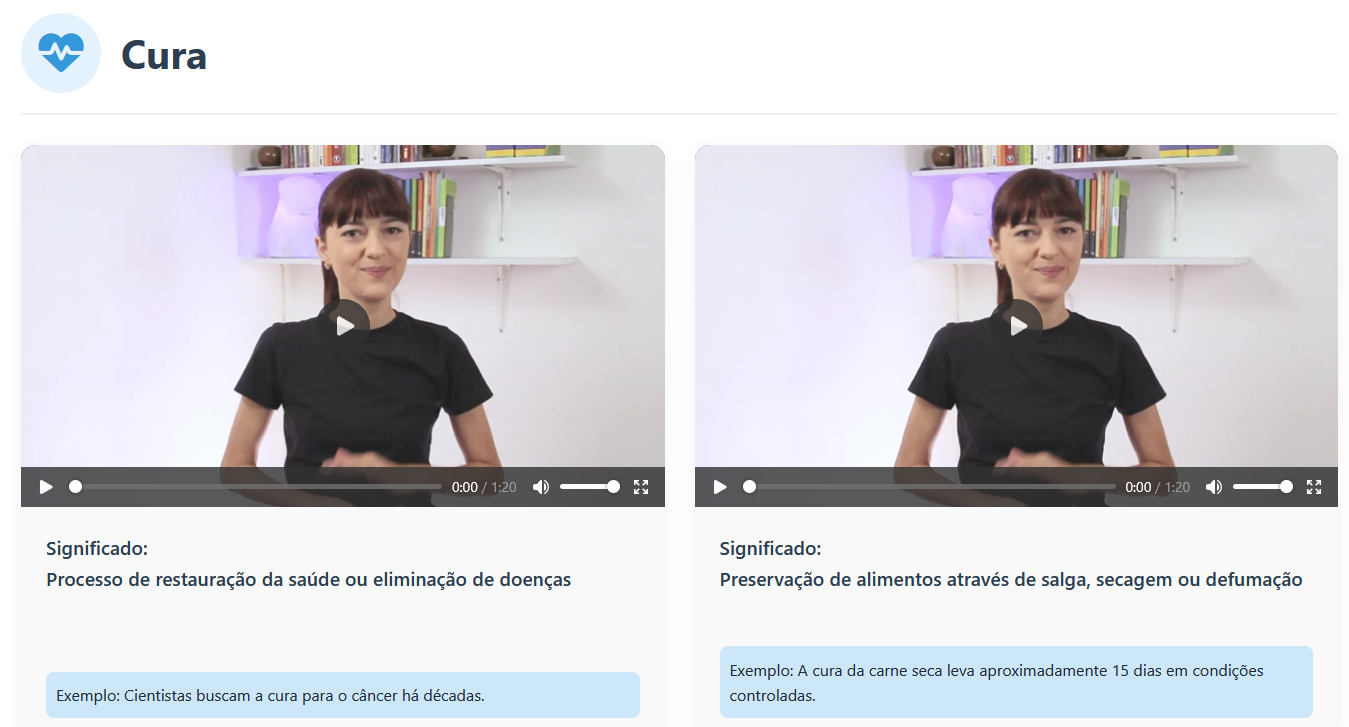 Cura
0:00 / 1:20
0:00 / 1:20
Significado:
Processo de restauração da saúde ou eliminação de doenças
Exemplo: Cientistas buscam a cura para o câncer há décadas.
Significado:
Preservação de alimentos através de salga, secagem ou defumação
Exemplo: A cura da carne seca leva aproximadamente 15 dias em condições
controladas.